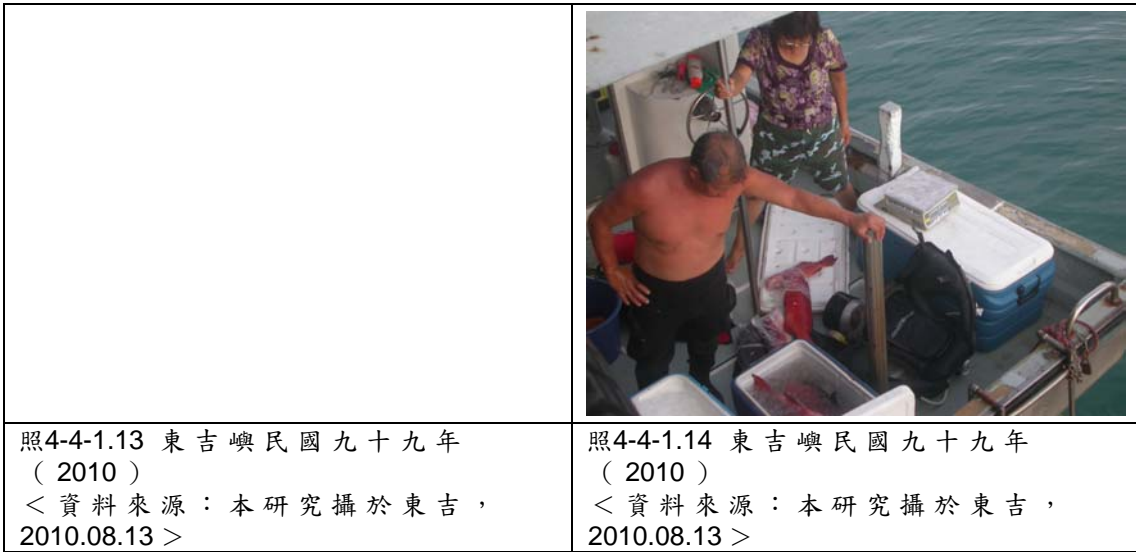 照4-4-1.13 東吉嶼民國九十九年
（2010）
＜資料來源：本研究攝於東吉，
2010.08.13＞
照4-4-1.14 東吉嶼民國九十九年
（2010）
＜資料來源：本研究攝於東吉，
2010.08.13＞